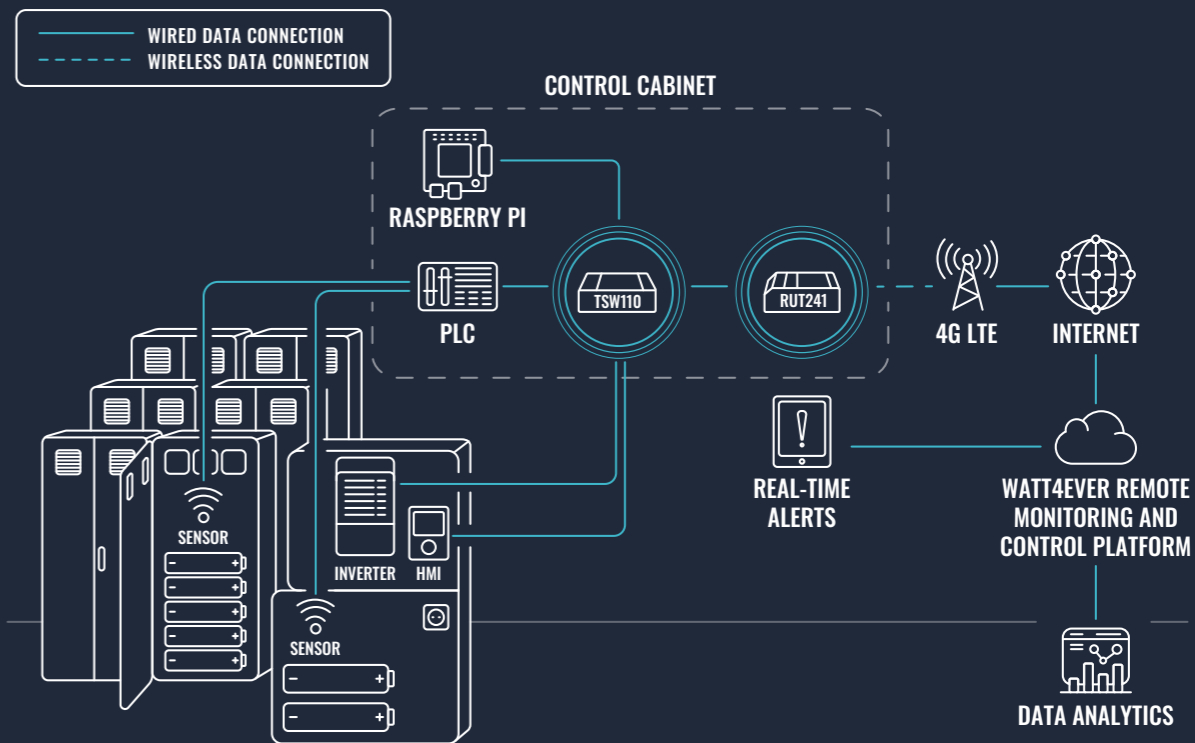 WIRED DATA CONNECTION
WIRELESS DATA CONNECTION
CONTROL CABINET
RASPBERRY PI
PLC
TSW110
RUT241
4G LTE
INTERNET
REAL-TIME
ALERTS
WATT4EVER REMOTE
MONITORING AND
CONTROL PLATFORM
SENSOR
INVERTER
HMI
SENSOR
DATA ANALYTICS